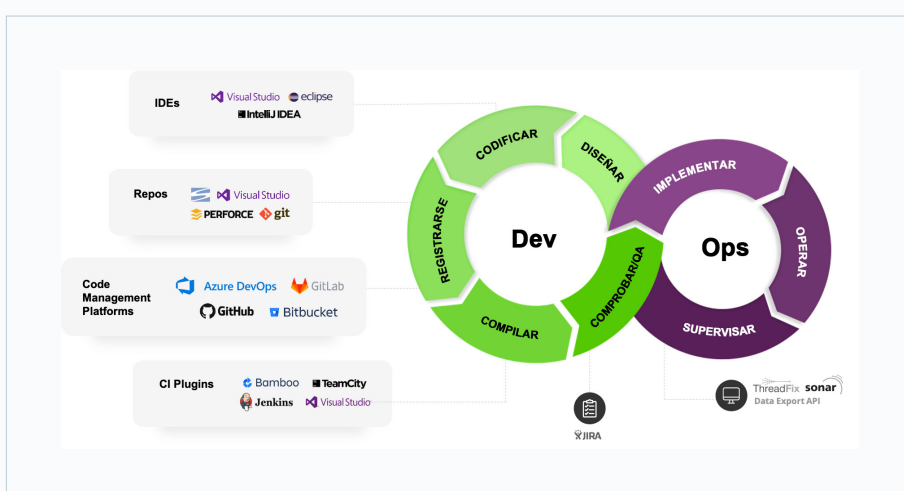 IDEs
Visual Studio
eclipse
IntelliJ IDEA
Repos
Visual Studio
PERFORCE
git
Code
Management
Platforms
Azure DevOps
GitLab
GitHub
Bitbucket
CI Plugins
Bamboo
TeamCity
Jenkins
Visual Studio
CODIFICAR
DISEÑAR
REGISTRARSE
Dev
COMPILAR
COMPROBAR/QA
IMPLEMENTAR
OPERAR
Ops
SUPERVISAR
JIRA
ThreadFix
sonar
Data Export API